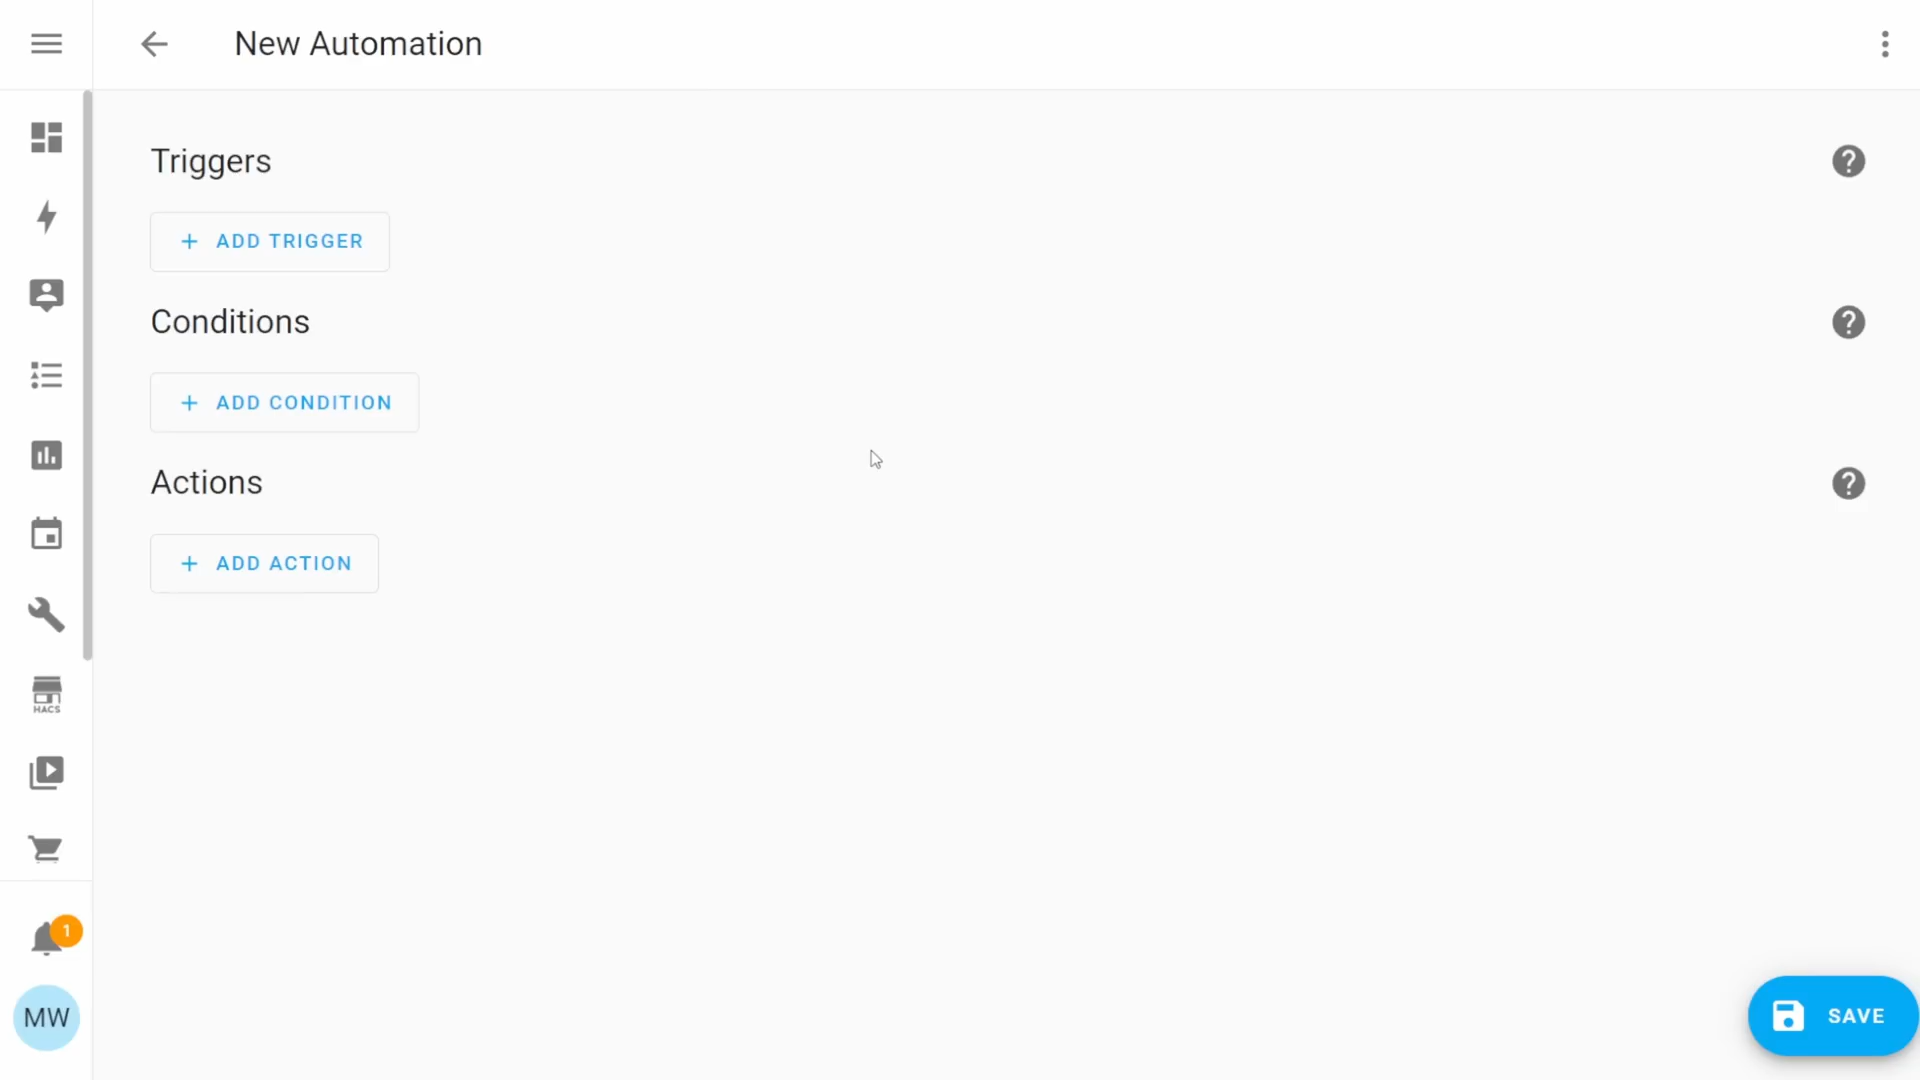 New Automation
Triggers
ADD TRIGGER
Conditions
ADD CONDITION
Actions
ADD ACTION
HACS
1
MW
SAVE